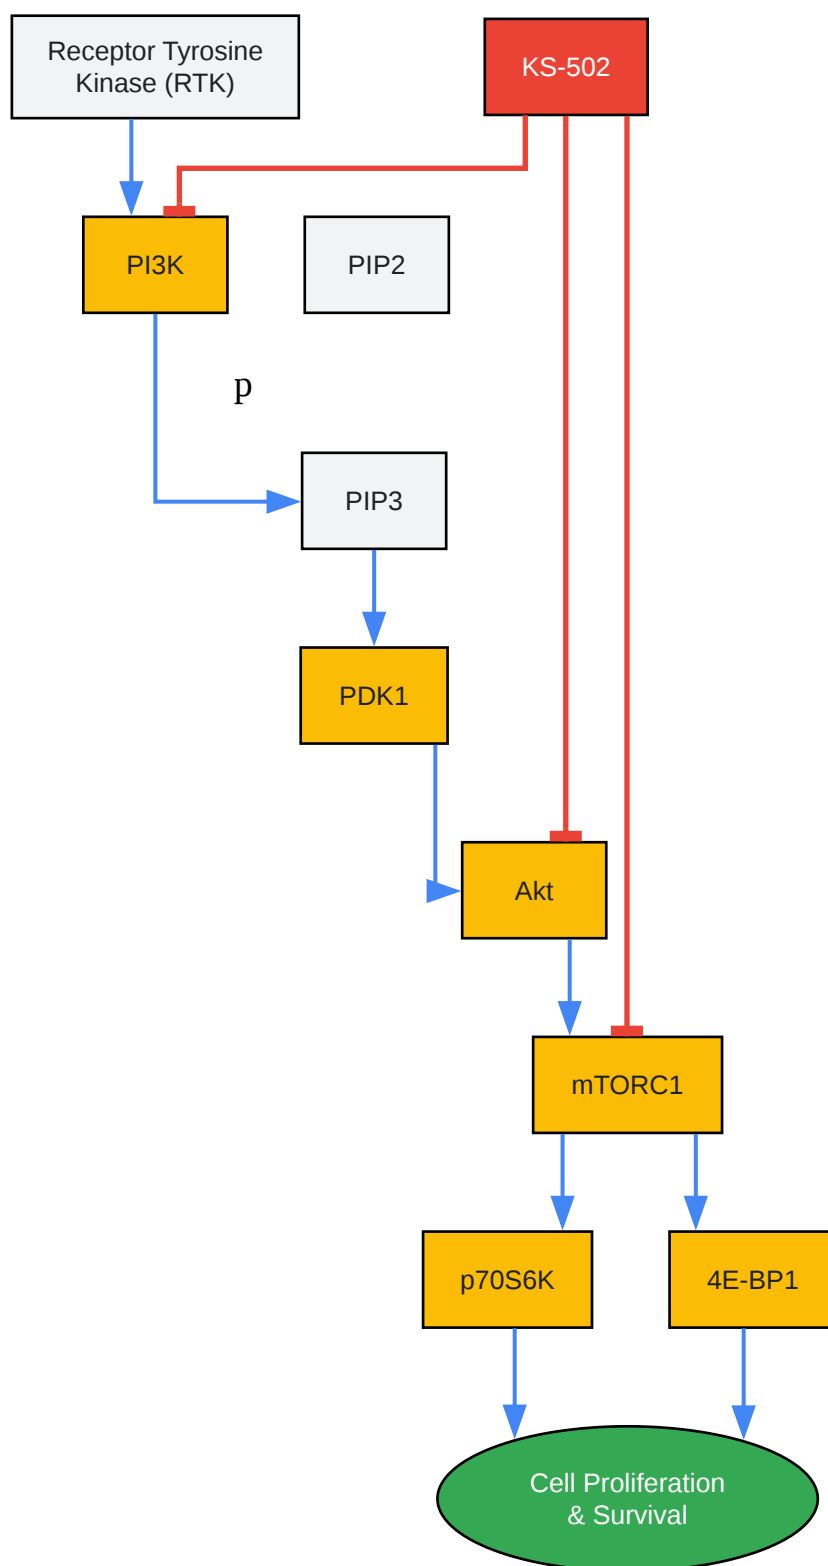 Receptor Tyrosine
Kinase (RTK)
KS-502
PI3K
PIP2
p
PIP3
PDK1
Akt
mTORC1
p70S6K
4E-BP1
Cell Proliferation
& Survival